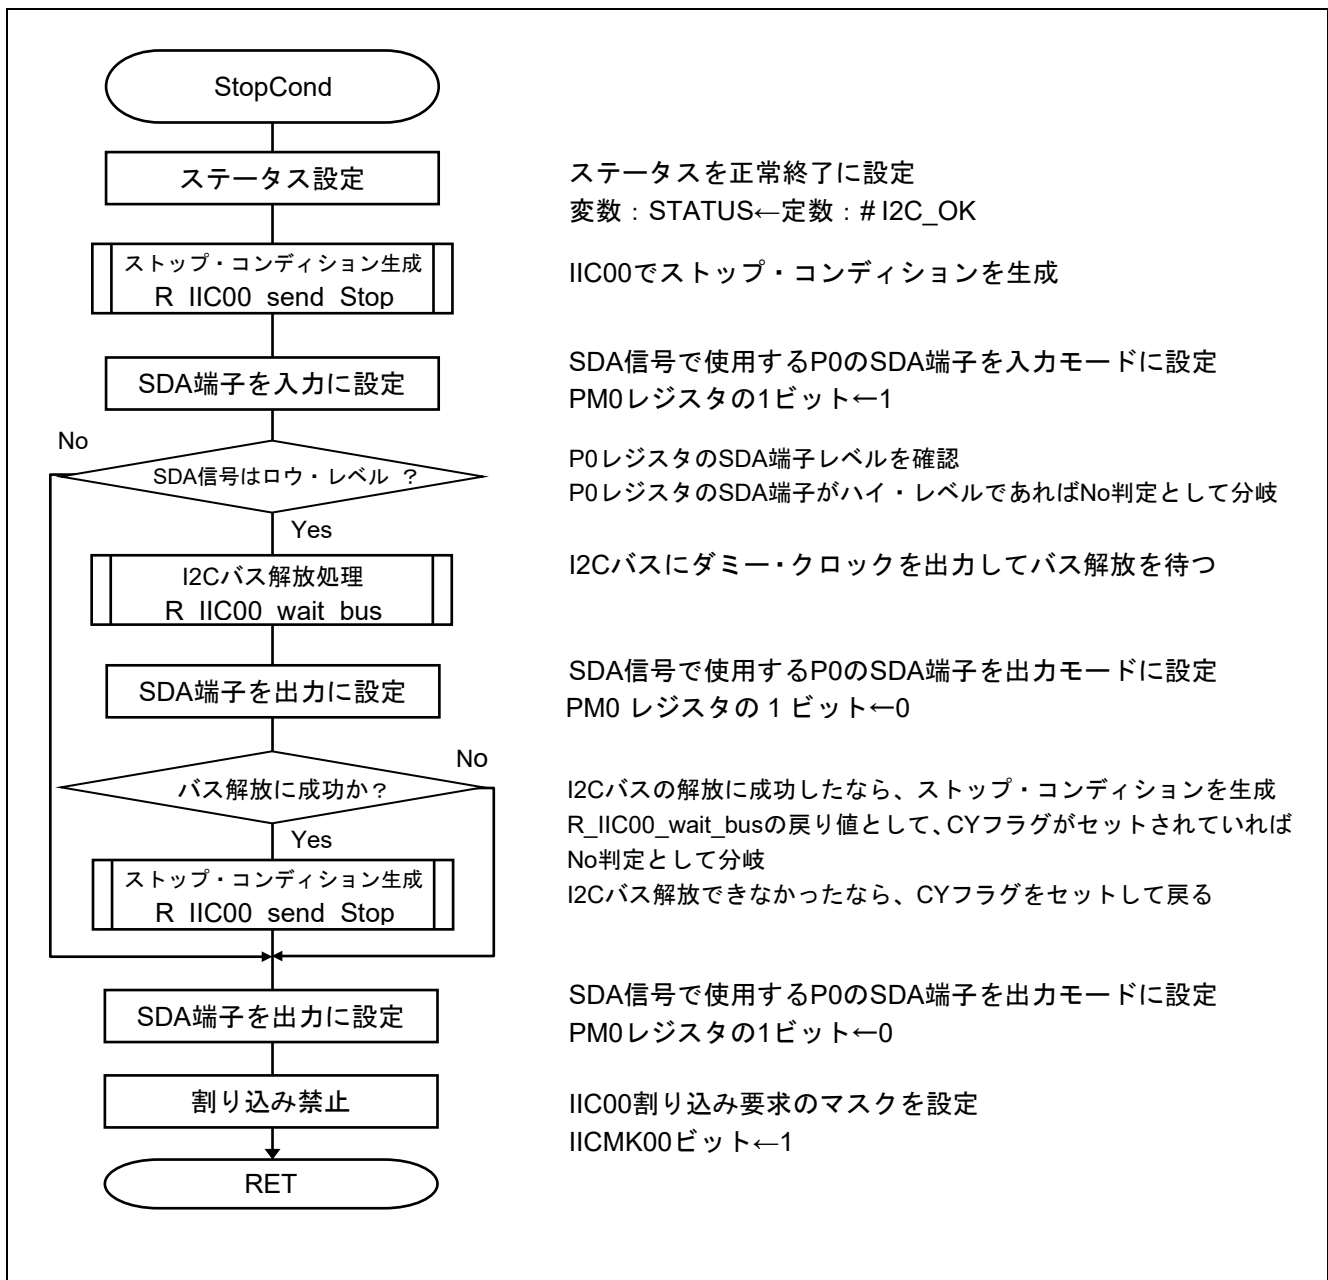 StopCond
ステータス設定
ステータスを正常終了に設定
変数：STATUS←定数：# I2C_OK
ストップ・コンディション生成
R_IIC00_send_Stop
IIC00でストップ・コンディションを生成
SDA端子を入力に設定
SDA信号で使用するP0のSDA端子を入力モードに設定
PM0レジスタの1ビット←1
No
SDA信号はロウ・レベル ？
P0レジスタのSDA端子レベルを確認
P0レジスタのSDA端子がハイ・レベルであればNo判定として分岐
Yes
I2Cバス解放処理
R_IIC00_wait_bus
I2Cバスにダミー・クロックを出力してバス解放を待つ
SDA端子を出力に設定
SDA信号で使用するP0のSDA端子を出力モードに設定
PM0 レジスタの 1 ビット←0
No
バス解放に成功か？
I2Cバスの解放に成功したなら、ストップ・コンディションを生成
R_IIC00_wait_busの戻り値として、CYフラグがセットされていれば
No判定として分岐
I2Cバス解放できなかったなら、CYフラグをセットして戻る
Yes
ストップ・コンディション生成
R_IIC00_send_Stop
SDA端子を出力に設定
SDA信号で使用するP0のSDA端子を出力モードに設定
PM0レジスタの1ビット←0
割り込み禁止
IIC00割り込み要求のマスクを設定
IICMK00ビット←1
RET